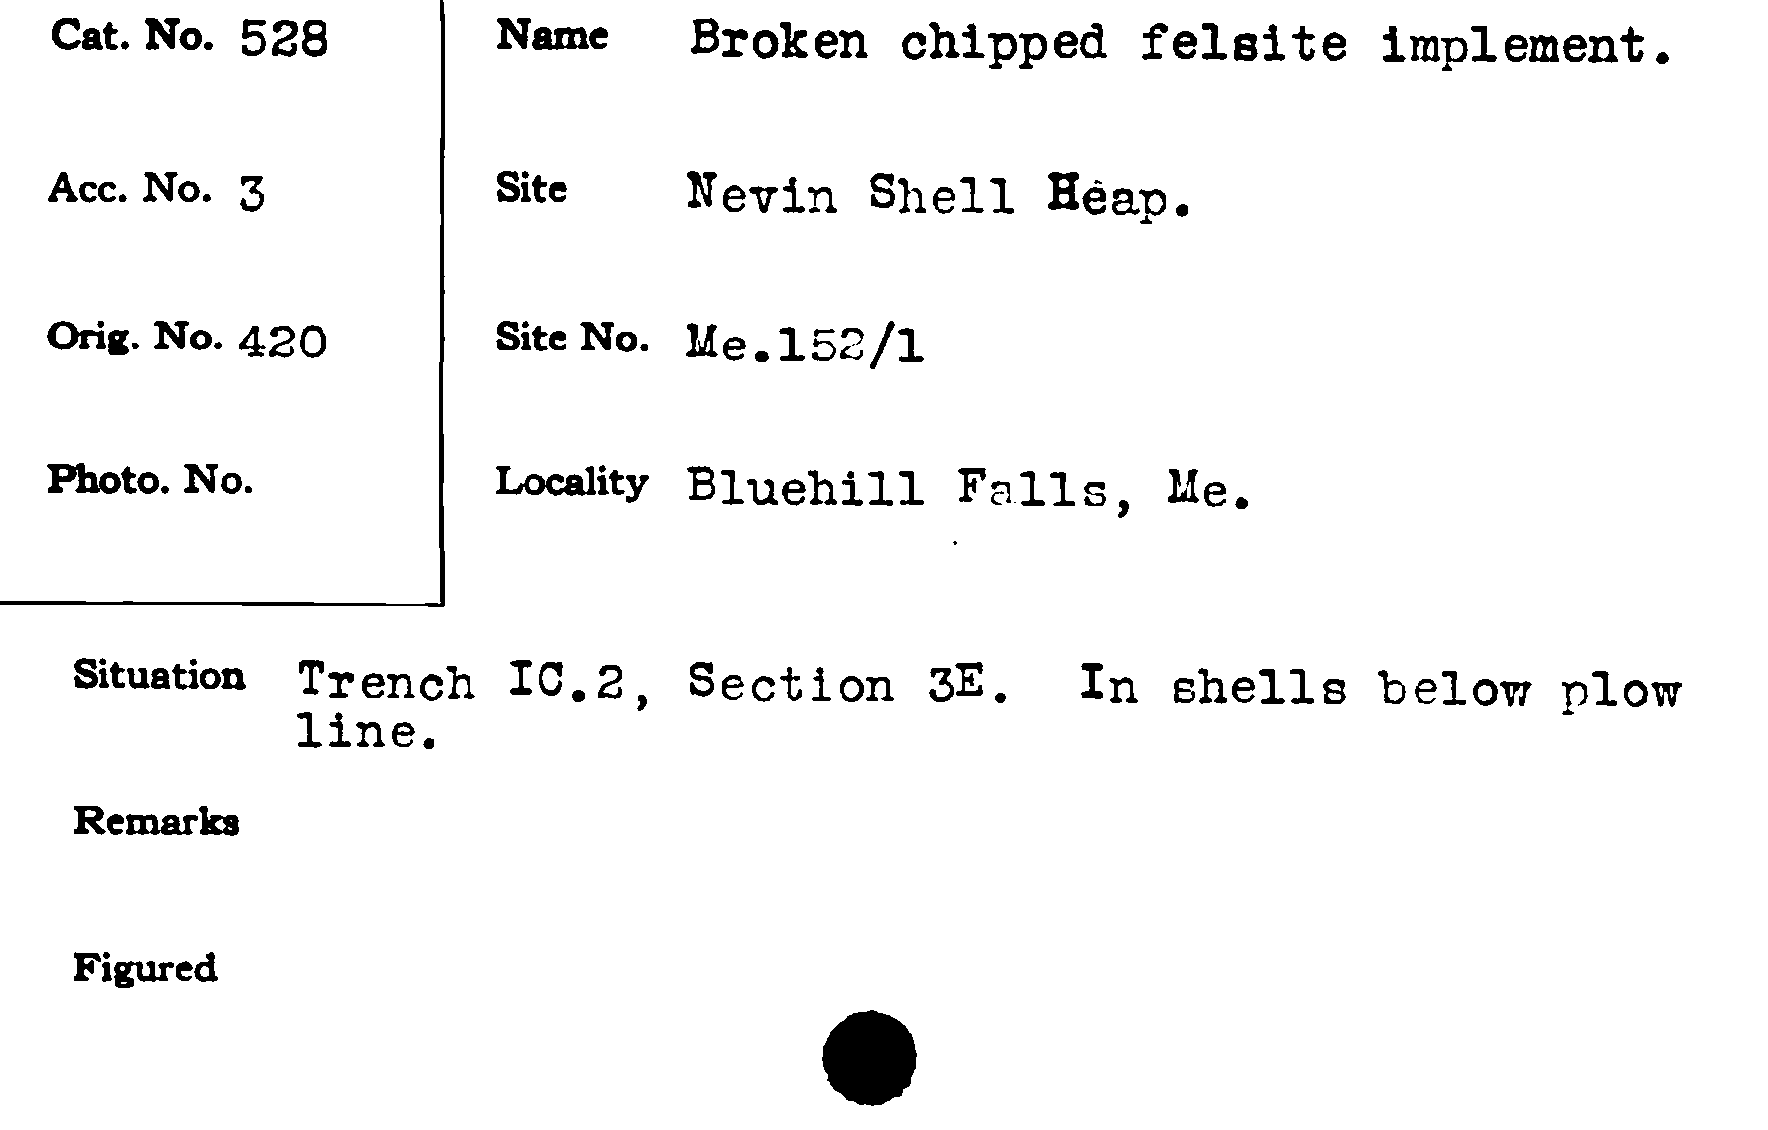 Cat. No. 528
Name Broken chipped felsite implement.
Acc. No. 3
Site Nevin Shell Heap.
Orig. No. 420
Site No. Me.152/1
Photo. No.
Locality Bluehill Falls, Me.
Situation Trench IC.2, Section 3E. In shells below plow
line.
Remarks
Figured